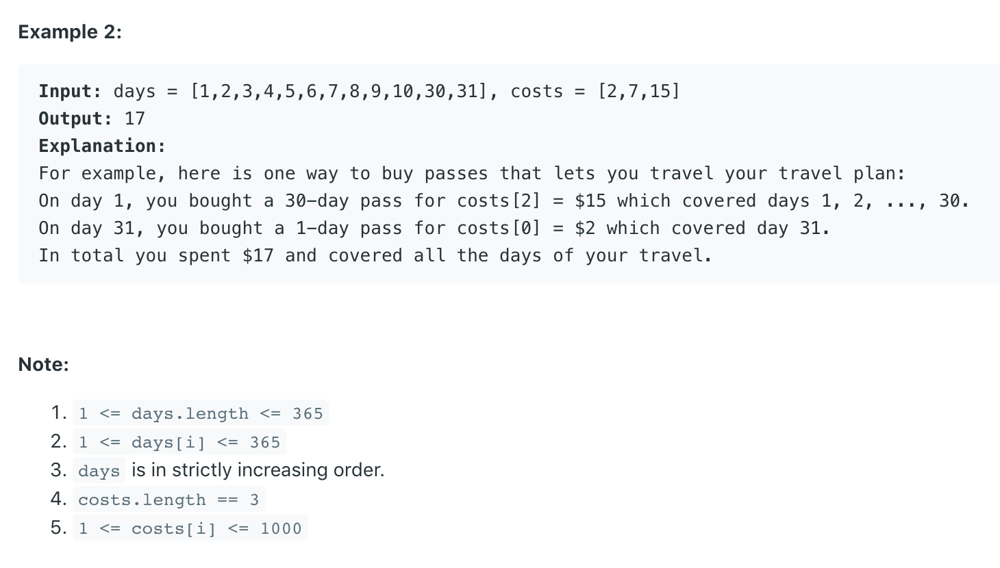 Example 2:
Input: days = [1,2,3,4,5,6,7,8,9,10,30,31], costs = [2,7,15]
Output: 17
Explanation:
For example, here is one way to buy passes that lets you travel your travel plan:
On day 1, you bought a 30-day pass for costs[2] = $15 which covered days 1, 2, ..., 30.
On day 31, you bought a 1-day pass for costs[0] = $2 which covered day 31.
In total you spent $17 and covered all the days of your travel.
Note:
1. 1 <= days.length <= 365
2. 1 <= days[i] <= 365
3. days is in strictly increasing order.
4. costs.length == 3
5. 1 <= costs[i] <= 1000